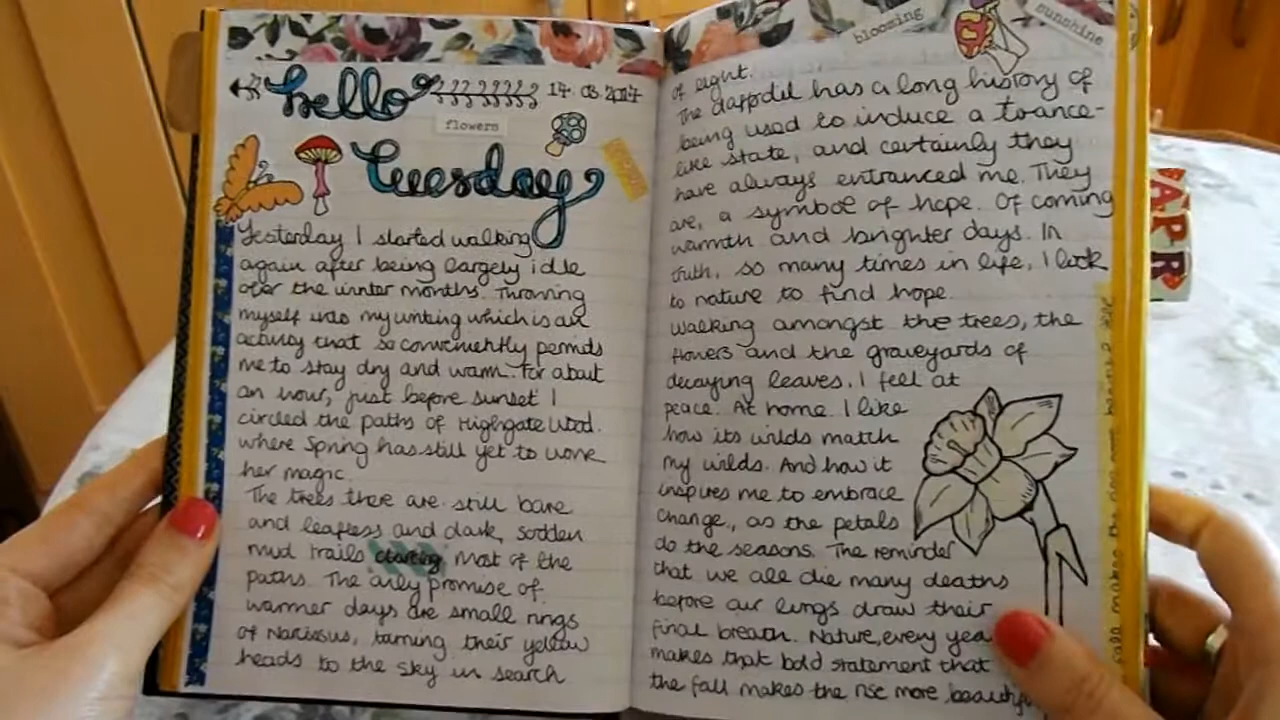 hello
14.03.2017
flowers
Tuesday
Yesterday I started walking
again after being largely idle
over the winter months. Throwing
myself into my writing which is an
activity that so conveniently permits
me to stay dry and warm. For about
an hour, just before sunset I
circled the paths of Highgate Wood.
where Spring has still yet to work
her magic.
The trees there are still bare
and leafless and dark, sodden
mud trails most of the
paths. The only promise of
warmer days are small rings
of Narcissus, turning their yellow
heads to the sky in search
blooming
sunshine
of light.
The daffodil has a long history of
being used to induce a trance-
like state, and certainly they
have always entranced me. They
are, a symbol of hope. Of coming
warmth and brighter days. In
truth, so many times in life, I look
to nature to find hope.
Walking amongst the trees, the
flowers and the graveyards of
decaying leaves, I feel at
peace. At home. I like
how its wilds match
my wilds. And how it
inspires me to embrace
change, as the petals
do the seasons. The reminder
that we all die many deaths
before our lungs draw their
final breath. Nature, every yea
makes that bold statement that
the fall makes the rise more beautifu